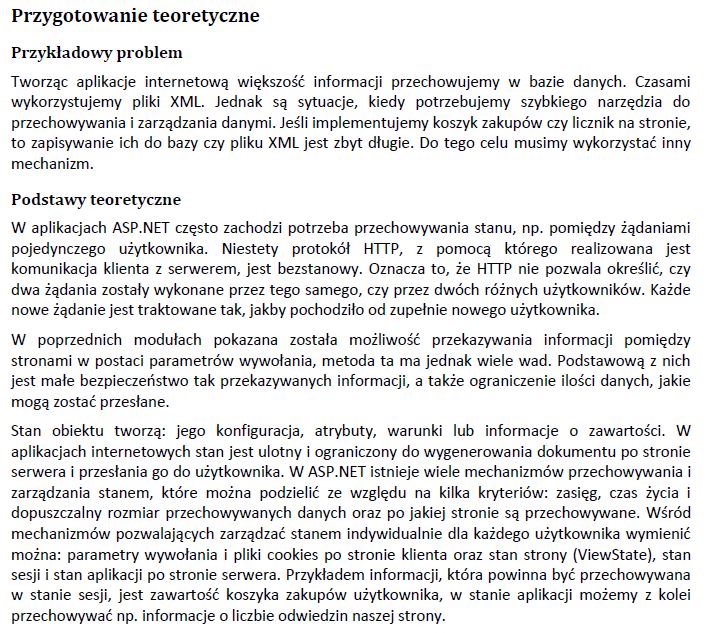 Przygotowanie teoretyczne
Przykładowy problem
Tworząc aplikacje internetową większość informacji przechowujemy w bazie danych. Czasami
wykorzystujemy pliki XML. Jednak są sytuacje, kiedy potrzebujemy szybkiego narzędzia do
przechowywania i zarządzania danymi. Jeśli implementujemy koszyk zakupów czy licznik na stronie,
to zapisywanie ich do bazy czy pliku XML jest zbyt długie. Do tego celu musimy wykorzystać inny
mechanizm.
Podstawy teoretyczne
W aplikacjach ASP.NET często zachodzi potrzeba przechowywania stanu, np. pomiędzy żądaniami
pojedynczego użytkownika. Niestety protokół HTTP, z pomocą którego realizowana jest
komunikacja klienta z serwerem, jest bezstanowy. Oznacza to, że HTTP nie pozwala określić, czy
dwa żądania zostały wykonane przez tego samego, czy przez dwóch różnych użytkowników. Każde
nowe żądanie jest traktowane tak, jakby pochodziło od zupełnie nowego użytkownika.
W poprzednich modułach pokazana została możliwość przekazywania informacji pomiędzy
stronami w postaci parametrów wywołania, metoda ta ma jednak wiele wad. Podstawową z nich
jest małe bezpieczeństwo tak przekazywanych informacji, a także ograniczenie ilości danych, jakie
mogą zostać przesłane.
Stan obiektu tworzą: jego konfiguracja, atrybuty, warunki lub informacje o zawartości. W
aplikacjach internetowych stan jest ulotny i ograniczony do wygenerowania dokumentu po stronie
serwera i przesłania go do użytkownika. W ASP.NET istnieje wiele mechanizmów przechowywania i
zarządzania stanem, które można podzielić ze względu na kilka kryteriów: zasięg, czas życia i
dopuszczalny rozmiar przechowywanych danych oraz po jakiej stronie są przechowywane. Wśród
mechanizmów pozwalających zarządzać stanem indywidualnie dla każdego użytkownika wymienić
można: parametry wywołania i pliki cookies po stronie klienta oraz stan strony (ViewState), stan
sesji i stan aplikacji po stronie serwera. Przykładem informacji, która powinna być przechowywana
w stanie sesji, jest zawartość koszyka zakupów użytkownika, w stanie aplikacji możemy z kolei
przechowywać np. informacje o liczbie odwiedzin naszej strony.